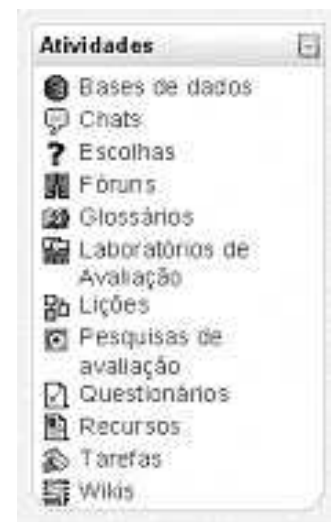 Atividades
Bases de dados
Chats
Escolhas
Fóruns
Glossários
Laboratórios de
Avaliação
Lições
Pesquisas de
avaliação
Questionários
Recursos
Tarefas
Wikis